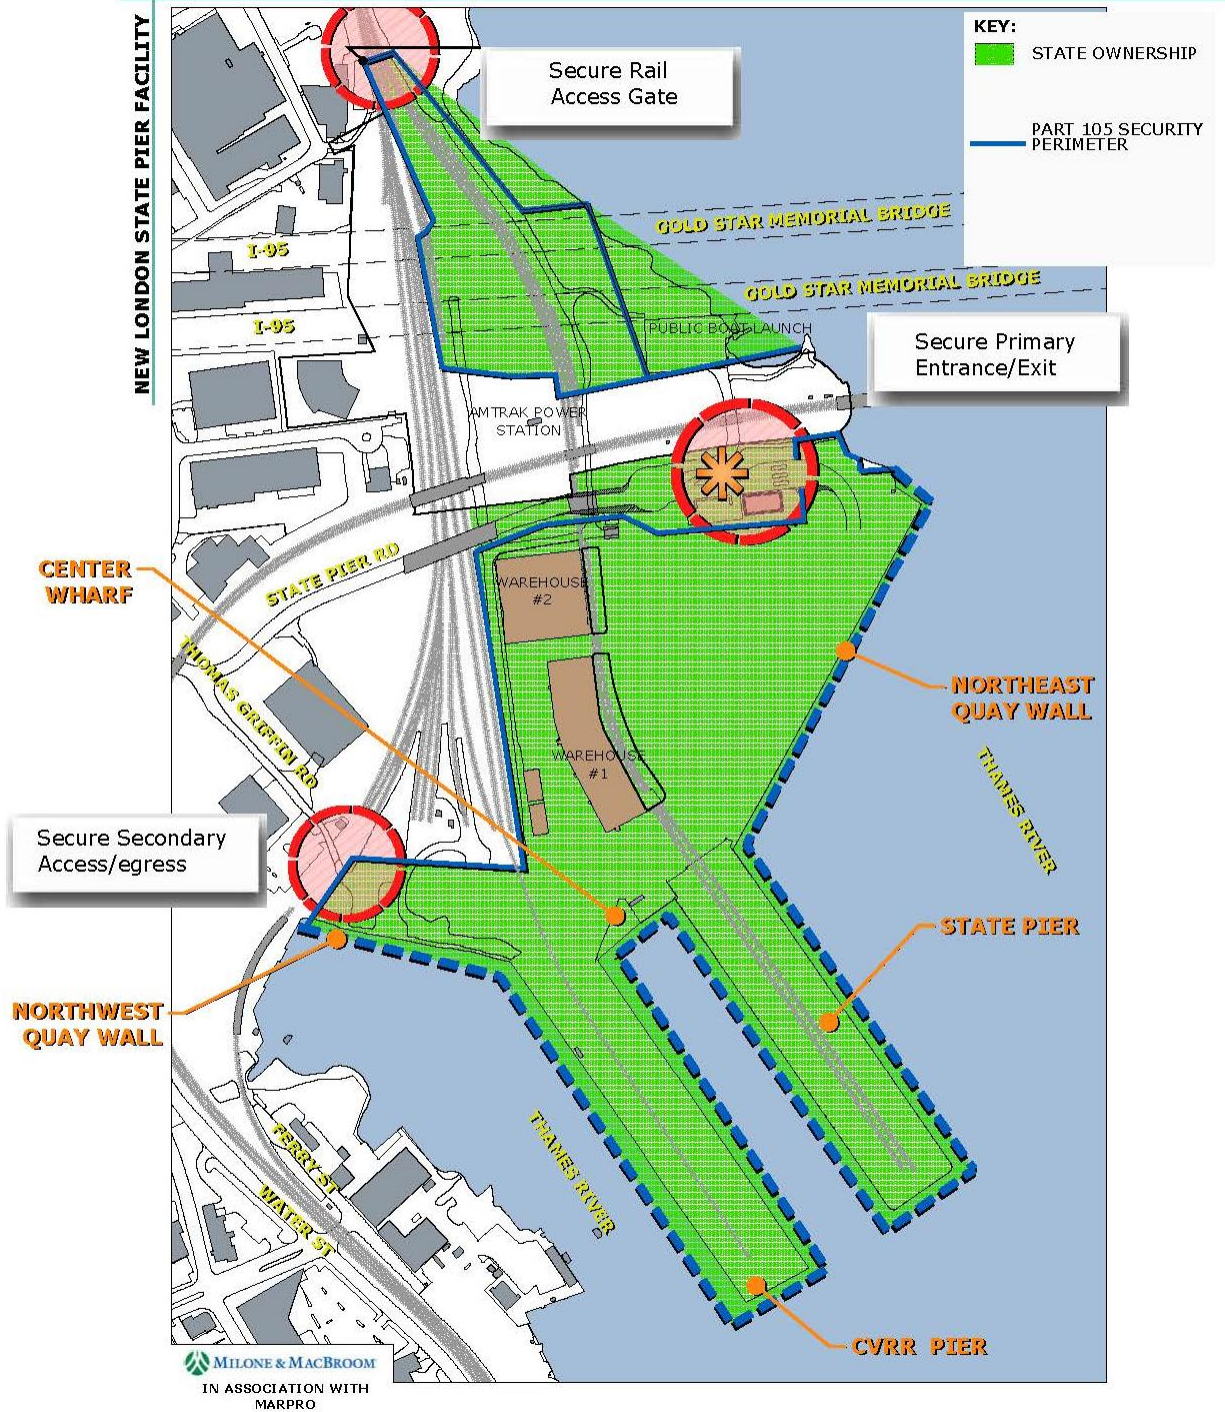 NEW LONDON STATE PIER FACILITY
KEY:
STATE OWNERSHIP
PART 105 SECURITY
PERIMETER
Secure Rail
Access Gate
GOLD STAR MEMORIAL BRIDGE
I-95
GOLD STAR MEMORIAL BRIDGE
I-95
PUBLIC BOAT LAUNCH
Secure Primary
Entrance/Exit
AMTRAK POWER
STATION
STATE PIER RD
CENTER
WHARF
WAREHOUSE
#2
THOMAS GRIFFIN RD
NORTHEAST
QUAY WALL
WAREHOUSE
#1
THAMES RIVER
Secure Secondary
Access/egress
STATE PIER
NORTHWEST
QUAY WALL
FERRY ST
WATER ST
THAMES RIVER
CVRR PIER
MILONE & MACBROOM
IN ASSOCIATION WITH
MARPRO